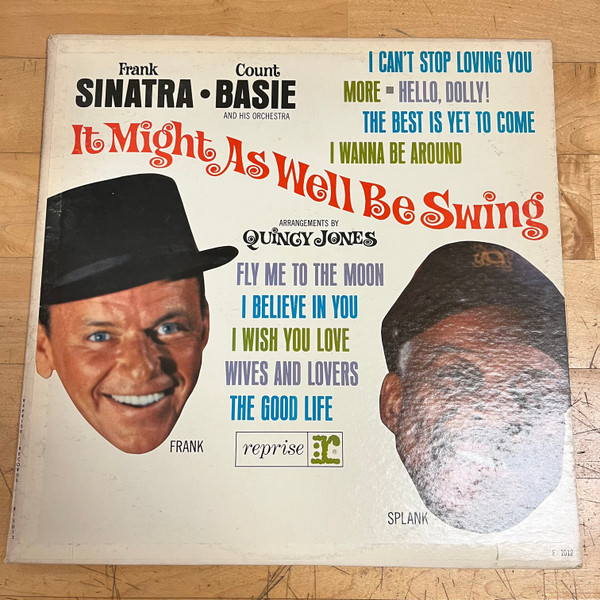 Frank
SINATRA • Count
BASIE
AND HIS ORCHESTRA
I CAN'T STOP LOVING YOU
MORE = HELLO, DOLLY!
THE BEST IS YET TO COME
I WANNA BE AROUND
It Might As Well Be Swing
ARRANGEMENTS BY
QUINCY JONES
FLY ME TO THE MOON
I BELIEVE IN YOU
I WISH YOU LOVE
WIVES AND LOVERS
THE GOOD LIFE
FRANK
reprise r
SPLANK
F 1012